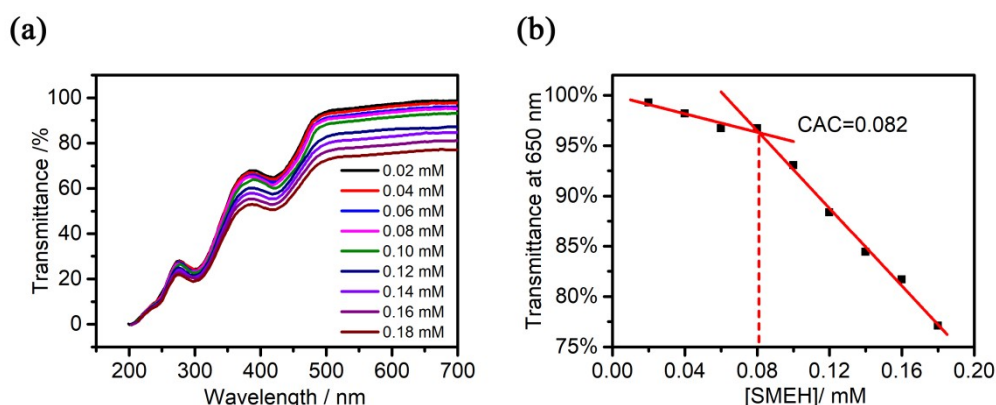 (a)
Transmittance /%
100
80
60
40
20
0
200
300
400
500
600
700
Wavelength / nm
0.02 mM
0.04 mM
0.06 mM
0.08 mM
0.10 mM
0.12 mM
0.14 mM
0.16 mM
0.18 mM
(b)
Transmittance at 650 nm
100%
95%
90%
85%
80%
75%
0.00
0.04
0.08
0.12
0.16
0.20
[SMEH]/ mM
CAC=0.082